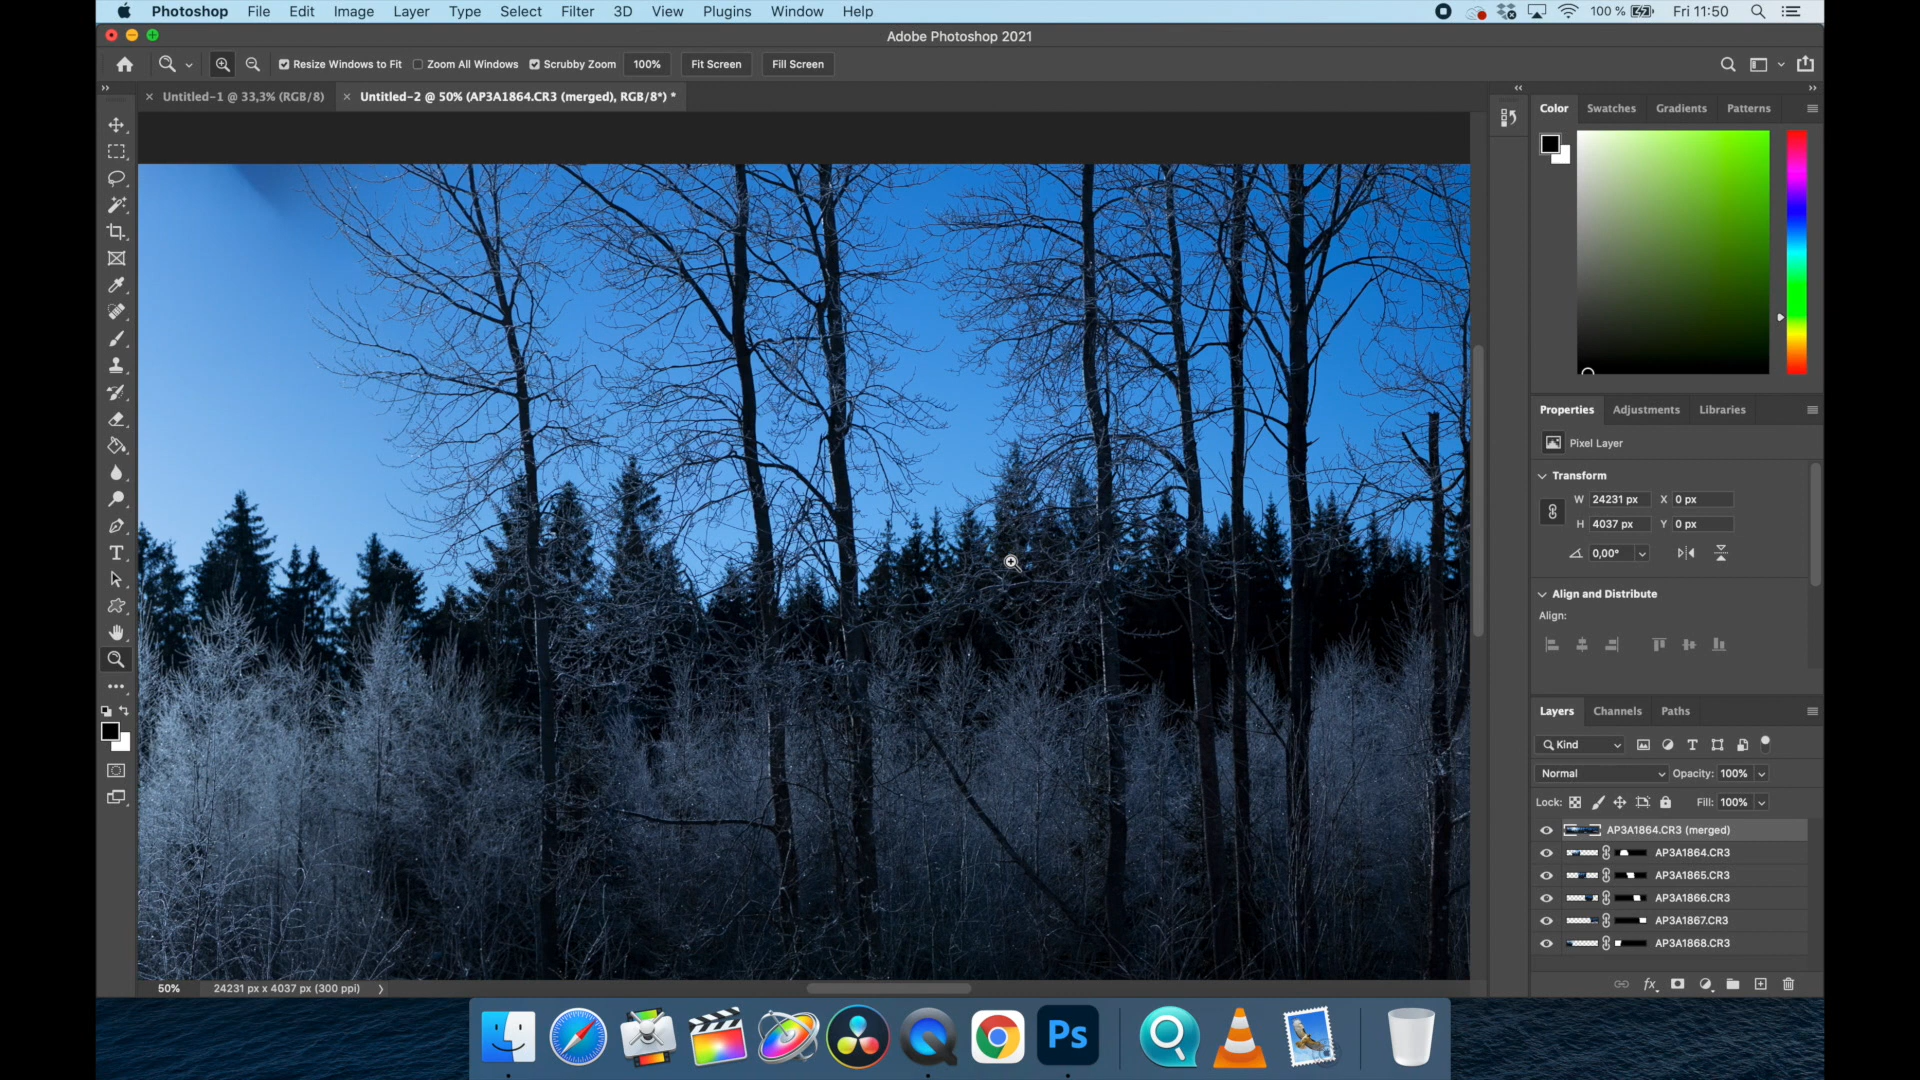 Photoshop File Edit Image Layer Type Select Filter 3D View Plugins Window Help 100 % Fri 11:50
Adobe Photoshop 2021
Resize Windows to Fit Zoom All Windows Scrubby Zoom 100% Fit Screen Fill Screen
Untitled-1 @ 33,3% (RGB/8) Untitled-2 @ 50% (AP3A1864.CR3 (merged), RGB/8*) *
Color Swatches Gradients Patterns
Properties Adjustments Libraries
Pixel Layer
Transform
W 24231 px X 0 px
H 4037 px Y 0 px
0,00°
Align and Distribute
Align:
Layers Channels Paths
Kind
Normal Opacity: 100%
Lock: Fill: 100%
AP3A1864.CR3 (merged)
AP3A1864.CR3
AP3A1865.CR3
AP3A1866.CR3
AP3A1867.CR3
AP3A1868.CR3
50% 24231 px x 4037 px (300 ppi)
Ps